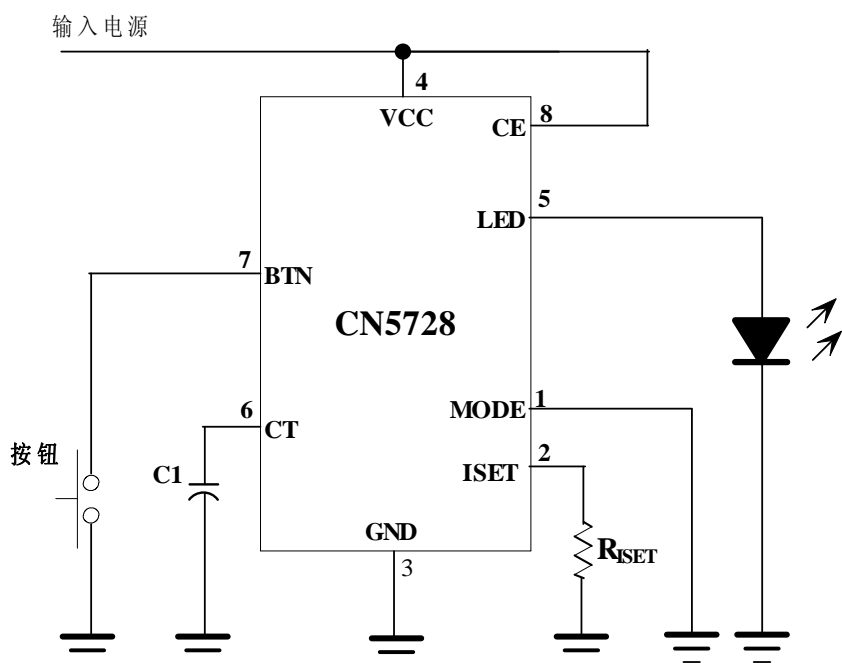 输入电源
4
VCC
8
CE
5
LED
7
BTN
CN5728
1
MODE
6
CT
2
ISET
按钮
C1
GND
3
RISET